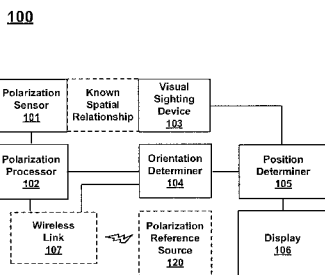 100
Polarization
Sensor
101
Known
Spatial
Relationship
Visual
Sighting
Device
103
Polarization
Processor
102
Orientation
Determiner
104
Position
Determiner
105
Wireless
Link
107
Polarization
Reference
Source
120
Display
106